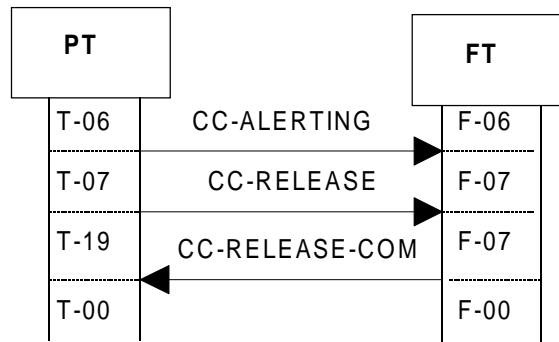 PT
FT
T-06 CC-ALERTING F-06
T-07 CC-RELEASE F-07
T-19 CC-RELEASE-COM F-07
T-00 F-00